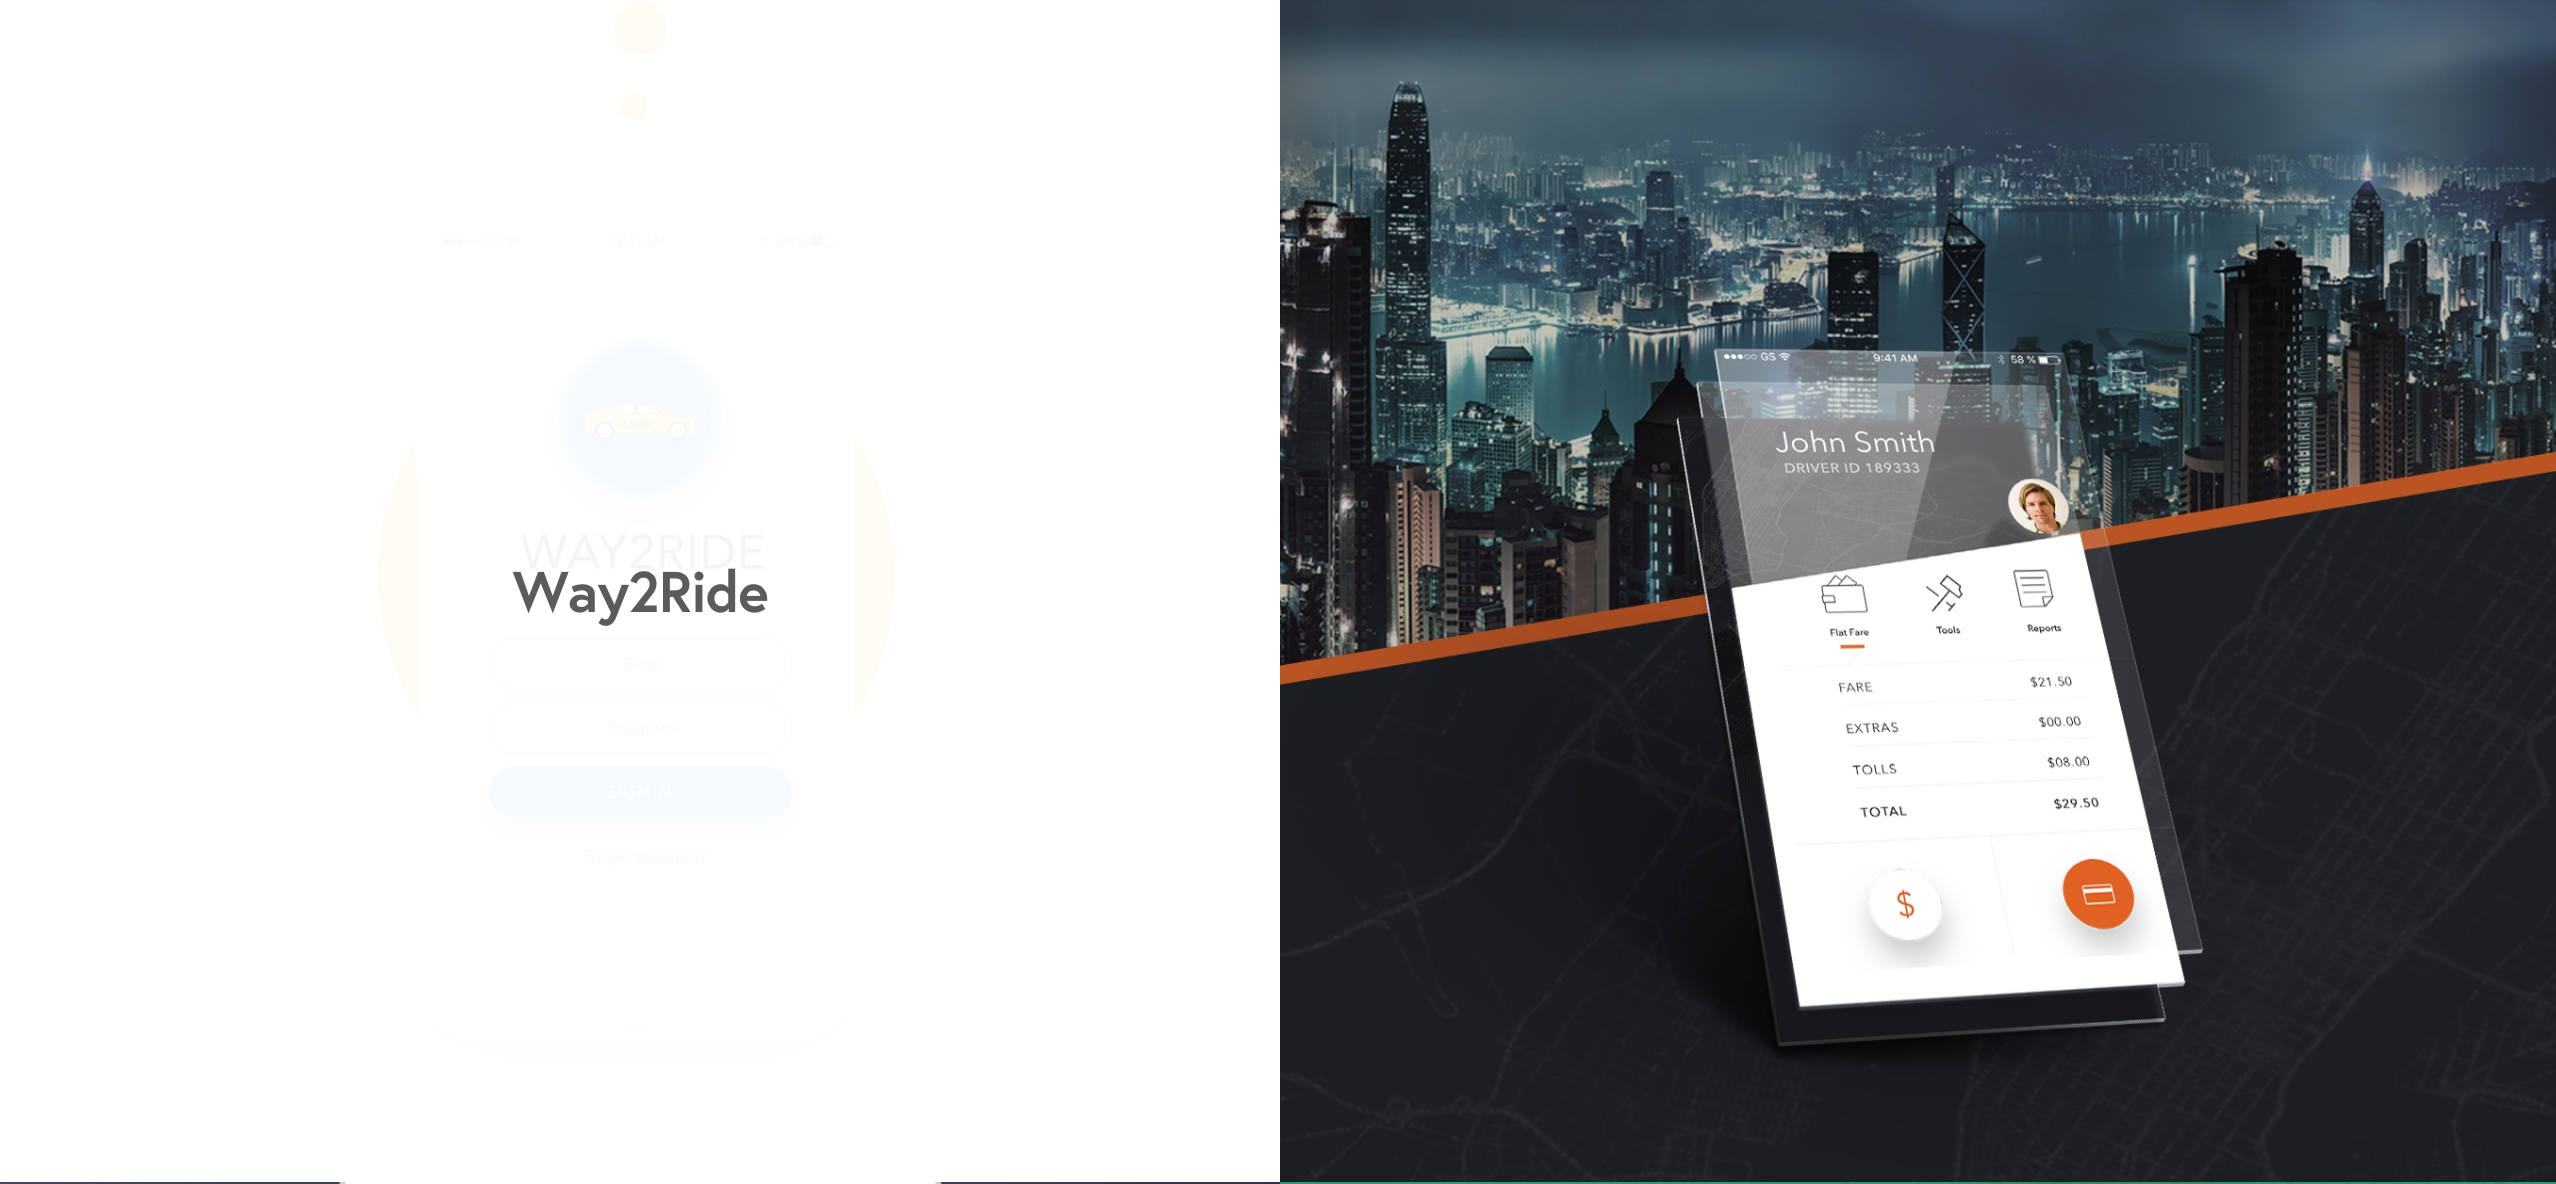 GS 9:41 AM 55 %
WAY2RIDE
Way2Ride
Email
Password
SIGN IN
Forgot password
GS 9:41 AM 58 %
John Smith
DRIVER ID 189333
Flat Fare Tools Reports
FARE $21.50
EXTRAS $00.00
TOLLS $08.00
TOTAL $29.50
$